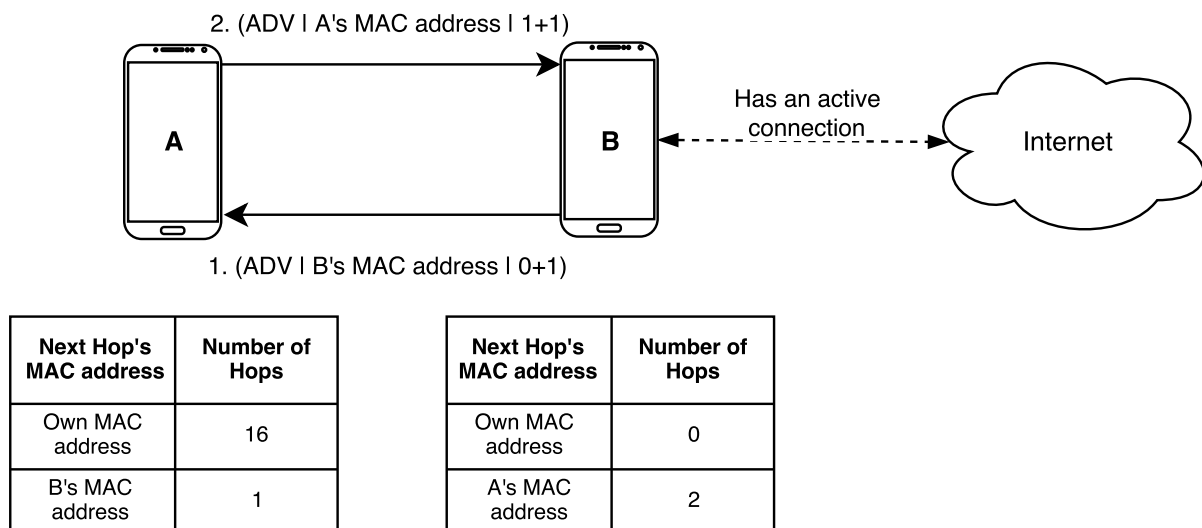 2. (ADV | A's MAC address | 1+1)
A
B
Has an active
connection
Internet
1. (ADV | B's MAC address | 0+1)
Next Hop's
MAC address
Number of
Hops
Own MAC
address
16
B's MAC
address
1
Next Hop's
MAC address
Number of
Hops
Own MAC
address
0
A's MAC
address
2